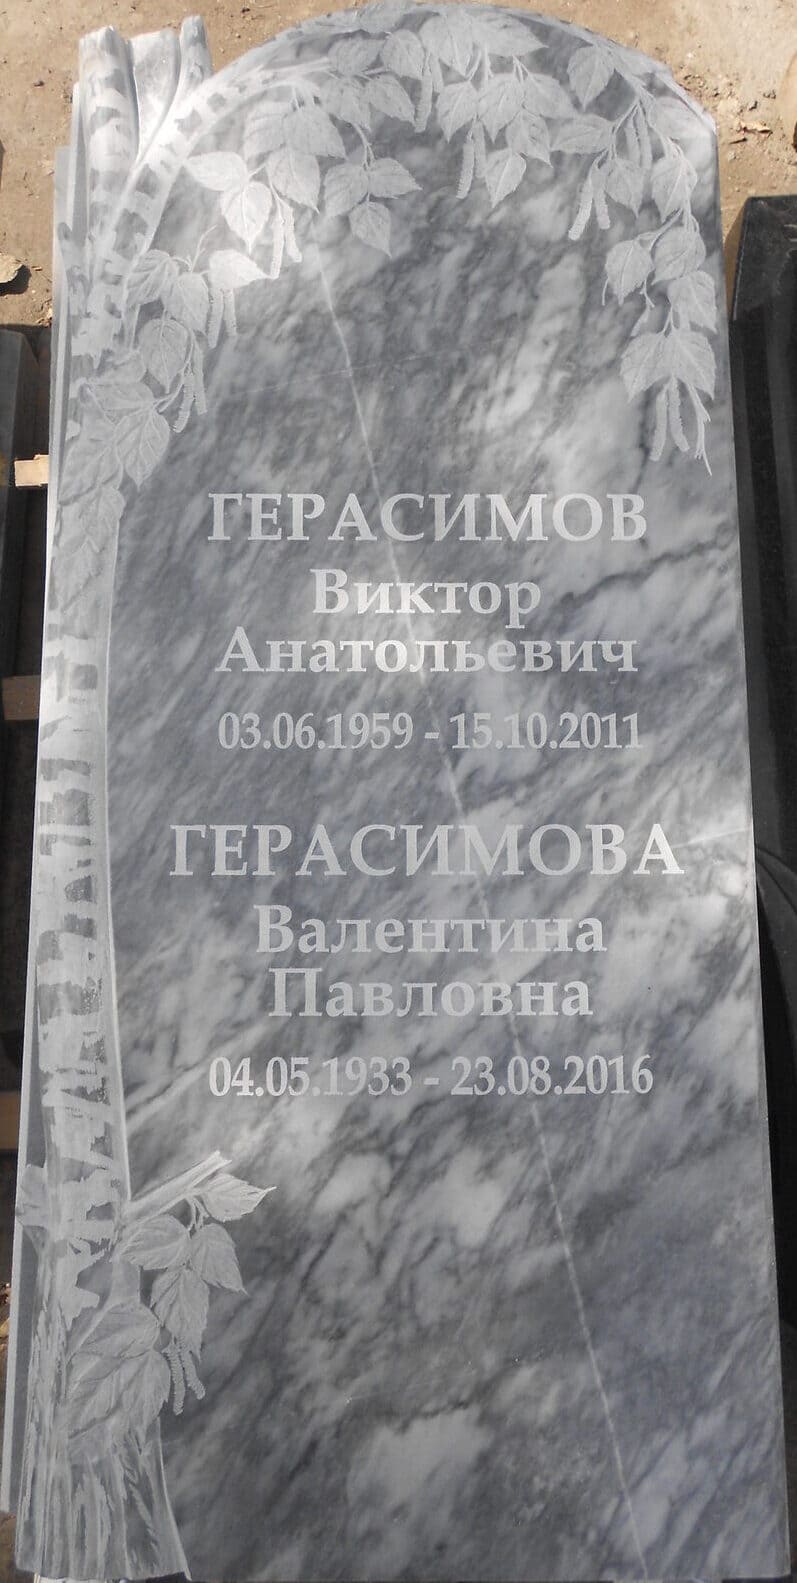 ГЕРАСИМОВ
Виктор
Анатольевич
03.06.1959 - 15.10.2011
ГЕРАСИМОВА
Валентина
Павловна
04.05.1933 - 23.08.2016